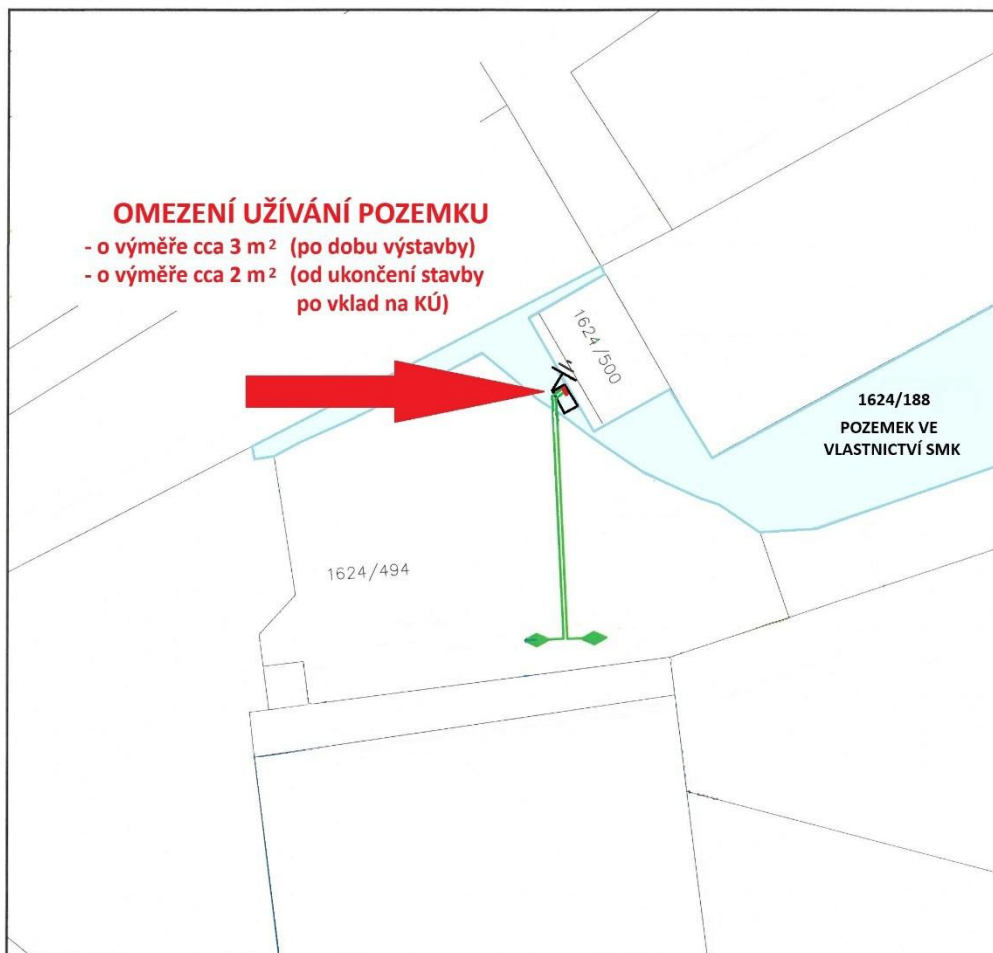 OMEZENÍ UŽÍVÁNÍ POZEMKU
- o výměře cca 3 m² (po dobu výstavby)
- o výměře cca 2 m² (od ukončení stavby
po vklad na KÚ)
1624/500
1624/188
POZEMEK VE
VLASTNICTVÍ SMK
1624/494